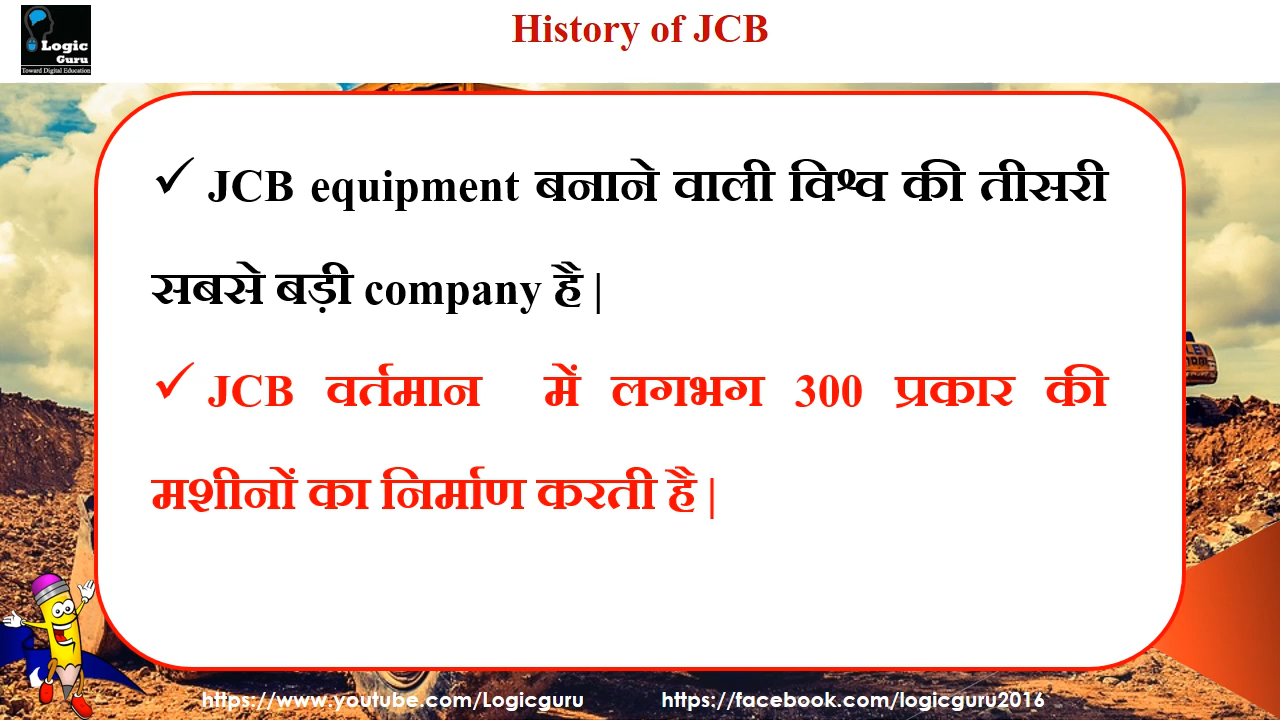 Logic
Guru
Toward Digital Education
History of JCB
✓ JCB equipment बनाने वाली विश्व की तीसरी
सबसे बड़ी company है |
✓ JCB वर्तमान में लगभग 300 प्रकार की
मशीनों का निर्माण करती है |
https://www.youtube.com/Logicguru https://facebook.com/logicguru2016